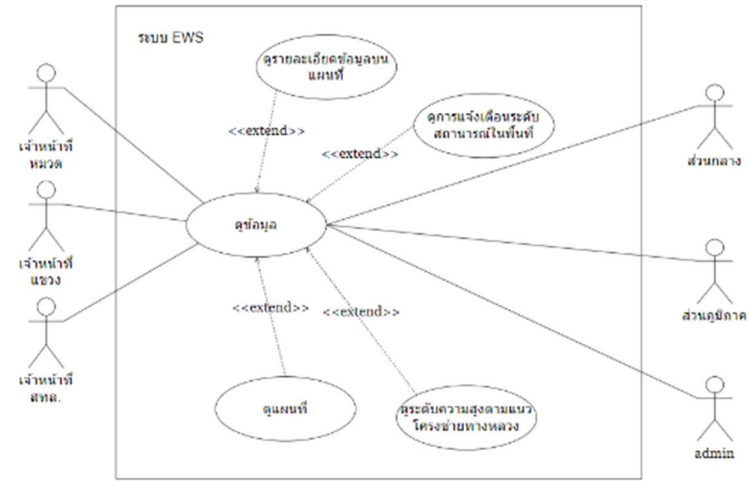 ระบบ EWS
ดูรายละเอียดข้อมูลบน
แผนที่
ดูการแจ้งเตือนระดับ
สถานารณ์ในพื้นที่
<<extend>>
<<extend>>
เจ้าหน้าที่
หมวด
ส่วนกลาง
ดูข้อมูล
เจ้าหน้าที่
แขวง
<<extend>>
<<extend>>
ส่วนภูมิภาค
เจ้าหน้าที่
สทล.
ดูแผนที่
ดูระดับความสูงตามแนว
โครงข่ายทางหลวง
admin